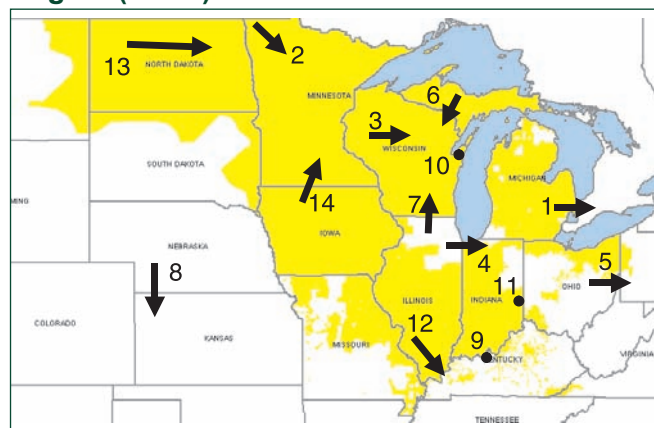 13
NORTH DAKOTA
2
MINNESOTA
6
3
WISCONSIN
10
SOUTH DAKOTA
MICHIGAN
MING
14
7
1
IOWA
4
NEBRASKA
8
5
11
ILLINOIS
INDIANA
OHIO
COLORADO
KANSAS
12
MISSOURI
9
KENTUCKY
VIRGINIA
TENNESSEE